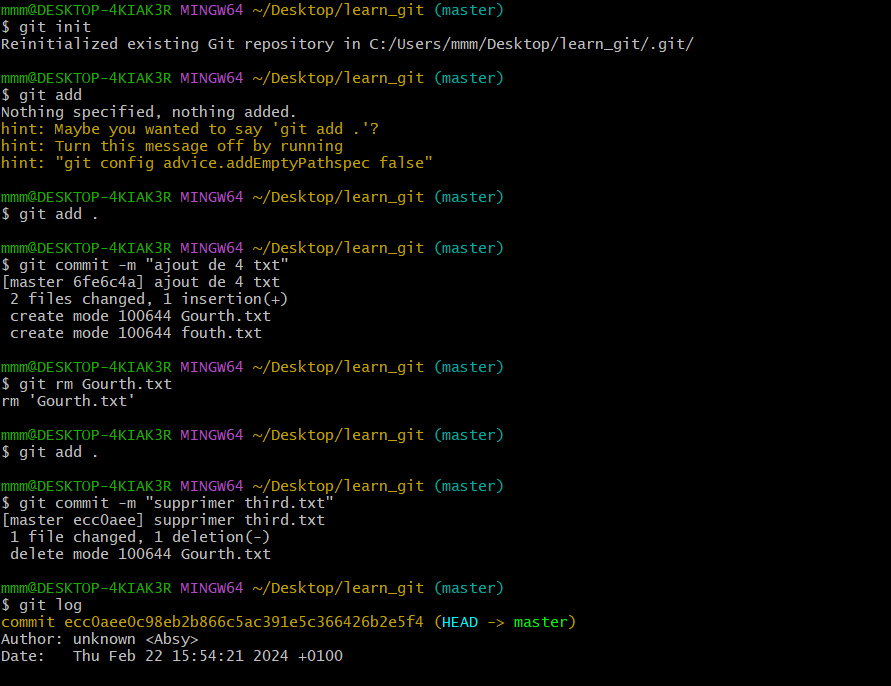 mmm@DESKTOP-4KIAK3R MINGW64 ~/Desktop/learn_git (master)
$ git init
Reinitialized existing Git repository in C:/Users/mmm/Desktop/learn_git/.git/

mmm@DESKTOP-4KIAK3R MINGW64 ~/Desktop/learn_git (master)
$ git add
Nothing specified, nothing added.
hint: Maybe you wanted to say 'git add .'?
hint: Turn this message off by running
hint: "git config advice.addEmptyPathspec false"

mmm@DESKTOP-4KIAK3R MINGW64 ~/Desktop/learn_git (master)
$ git add .

mmm@DESKTOP-4KIAK3R MINGW64 ~/Desktop/learn_git (master)
$ git commit -m "ajout de 4 txt"
[master 6fe6c4a] ajout de 4 txt
 2 files changed, 1 insertion(+)
 create mode 100644 Gourth.txt
 create mode 100644 fouth.txt

mmm@DESKTOP-4KIAK3R MINGW64 ~/Desktop/learn_git (master)
$ git rm Gourth.txt
rm 'Gourth.txt'

mmm@DESKTOP-4KIAK3R MINGW64 ~/Desktop/learn_git (master)
$ git add .

mmm@DESKTOP-4KIAK3R MINGW64 ~/Desktop/learn_git (master)
$ git commit -m "supprimer third.txt"
[master ecc0aee] supprimer third.txt
 1 file changed, 1 deletion(-)
 delete mode 100644 Gourth.txt

mmm@DESKTOP-4KIAK3R MINGW64 ~/Desktop/learn_git (master)
$ git log
commit ecc0aee0c98eb2b866c5ac391e5c366426b2e5f4 (HEAD -> master)
Author: unknown <Absy>
Date:   Thu Feb 22 15:54:21 2024 +0100